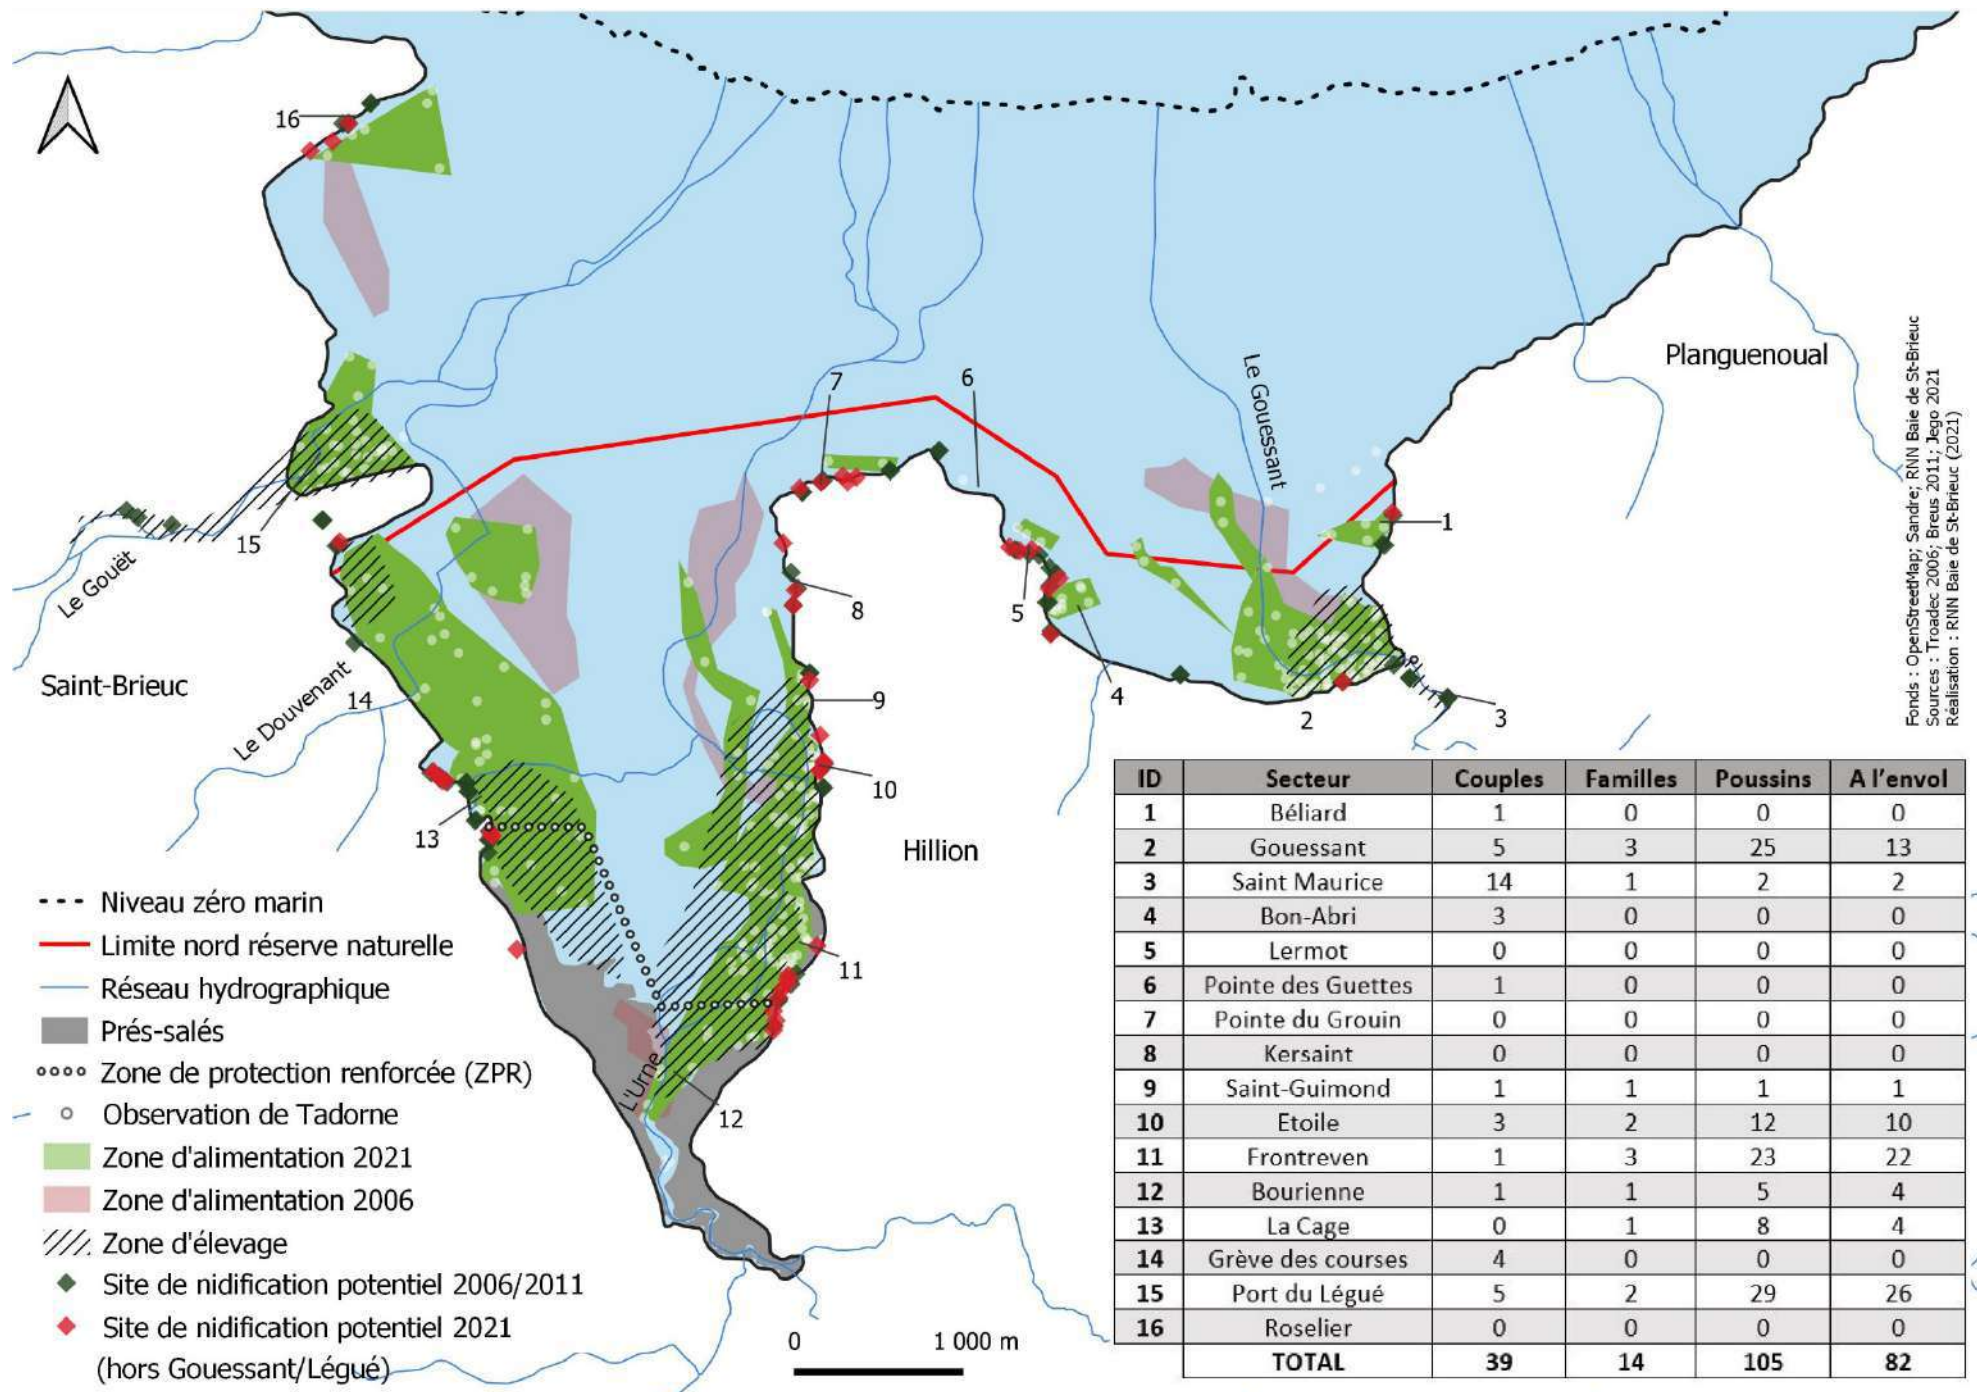 16
7
6
Le Gouessant
Planguenoual
Fonds : OpenStreetMap; Sandre; RNN Baie de St-Brieuc
Sources : Troadec 2006; Breus 2011; Jego 2021
Réalisation : RNN Baie de St-Brieuc (2021)
1
15
Le Gouët
8
5
Saint-Brieuc
Le Douvenant
14
9
4
2
3
10
13
Hillion
11
L'Urne
12
Niveau zéro marin
Limite nord réserve naturelle
Réseau hydrographique
Prés-salés
Zone de protection renforcée (ZPR)
Observation de Tadorne
Zone d'alimentation 2021
Zone d'alimentation 2006
Zone d'élevage
Site de nidification potentiel 2006/2011
Site de nidification potentiel 2021
(hors Gouessant/Légué)
0 1 000 m
ID Secteur Couples Familles Poussins A l'envol
1 Béliard 1 0 0 0
2 Gouessant 5 3 25 13
3 Saint Maurice 14 1 2 2
4 Bon-Abri 3 0 0 0
5 Lermot 0 0 0 0
6 Pointe des Guettes 1 0 0 0
7 Pointe du Grouin 0 0 0 0
8 Kersaint 0 0 0 0
9 Saint-Guimond 1 1 1 1
10 Etoile 3 2 12 10
11 Frontreven 1 3 23 22
12 Bourienne 1 1 5 4
13 La Cage 0 1 8 4
14 Grève des courses 4 0 0 0
15 Port du Légué 5 2 29 26
16 Roselier 0 0 0 0
TOTAL 39 14 105 82